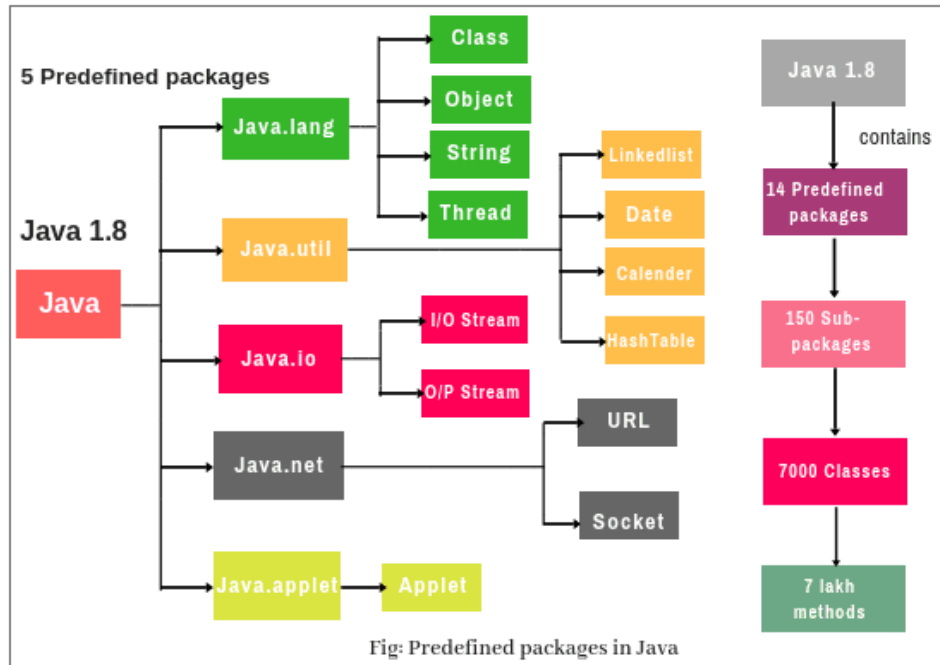 5 Predefined packages
Java 1.8
Java
Java.lang
Class
Object
String
Thread
Java.util
Linkedlist
Date
Calender
HashTable
Java.io
I/O Stream
O/P Stream
Java.net
URL
Socket
Java.applet
Applet
Java 1.8
contains
14 Predefined
packages
150 Sub-
packages
7000 Classes
7 lakh
methods
Fig: Predefined packages in Java